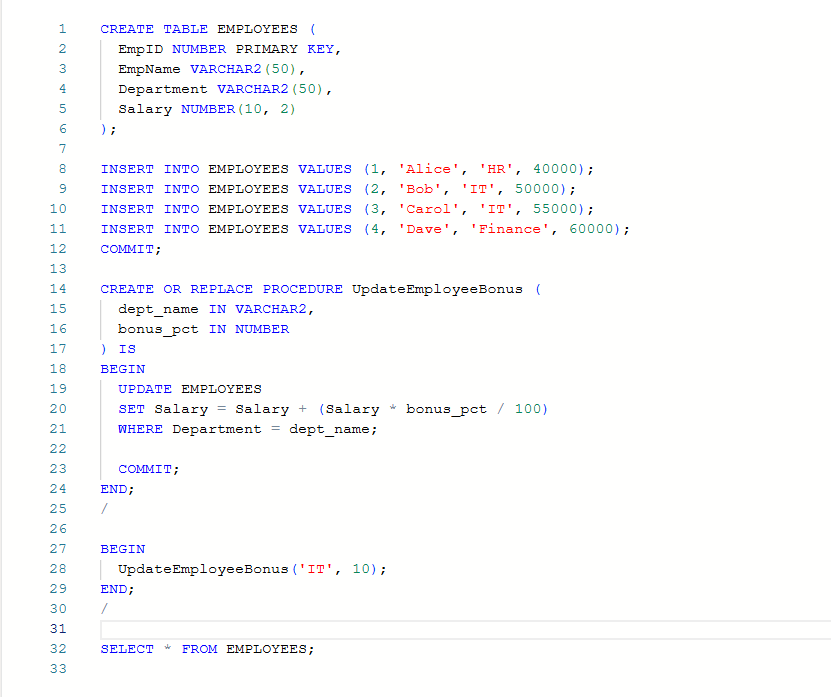 1 CREATE TABLE EMPLOYEES (
2 EmpID NUMBER PRIMARY KEY,
3 EmpName VARCHAR2(50),
4 Department VARCHAR2(50),
5 Salary NUMBER(10, 2)
6 );
7
8 INSERT INTO EMPLOYEES VALUES (1, 'Alice', 'HR', 40000);
9 INSERT INTO EMPLOYEES VALUES (2, 'Bob', 'IT', 50000);
10 INSERT INTO EMPLOYEES VALUES (3, 'Carol', 'IT', 55000);
11 INSERT INTO EMPLOYEES VALUES (4, 'Dave', 'Finance', 60000);
12 COMMIT;
13
14 CREATE OR REPLACE PROCEDURE UpdateEmployeeBonus (
15 dept_name IN VARCHAR2,
16 bonus_pct IN NUMBER
17 ) IS
18 BEGIN
19 UPDATE EMPLOYEES
20 SET Salary = Salary + (Salary * bonus_pct / 100)
21 WHERE Department = dept_name;
22
23 COMMIT;
24 END;
25 /
26
27 BEGIN
28 UpdateEmployeeBonus('IT', 10);
29 END;
30 /
31
32 SELECT * FROM EMPLOYEES;
33